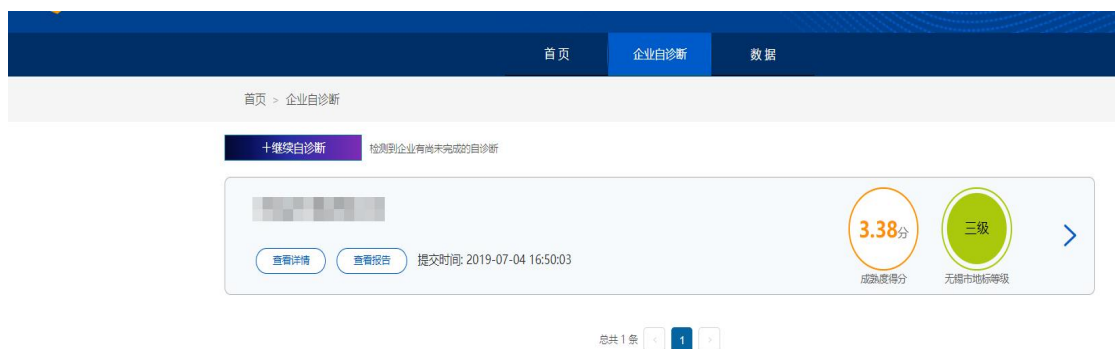 首页 企业自诊断 数据
首页 > 企业自诊断
+继续自诊断 检测到企业有尚未完成的自诊断
3.38分 三级
查看详情 查看报告 提交时间: 2019-07-04 16:50:03
成熟度得分 无锡市地标等级
总共 1 条 < 1 >